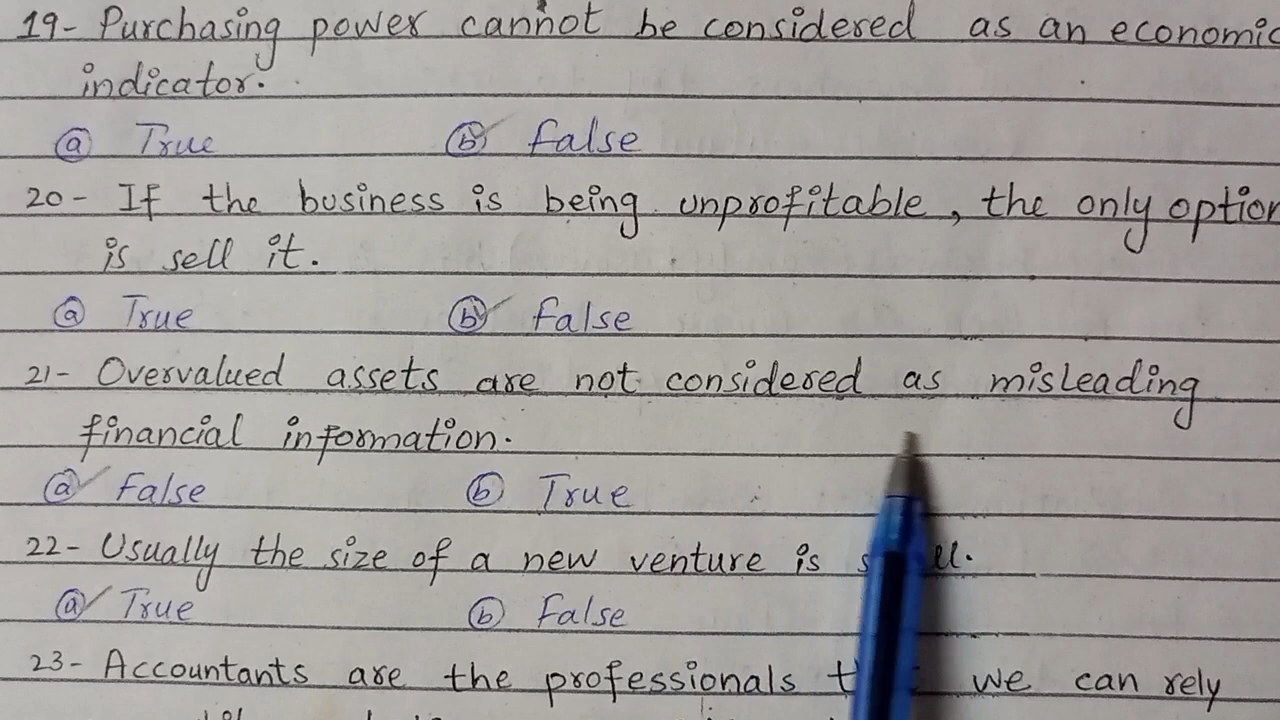 19- Purchasing power cannot be considered as an economic
indicator.
ⓐ True ⓑ False
20- If the business is being unprofitable, the only option
is sell it.
ⓐ True ⓑ False
21- Overvalued assets are not considered as misleading
financial information.
ⓐ False ⓑ True
22- Usually the size of a new venture is
ⓐ True ⓑ False
23- Accountants are the professionals we can rely